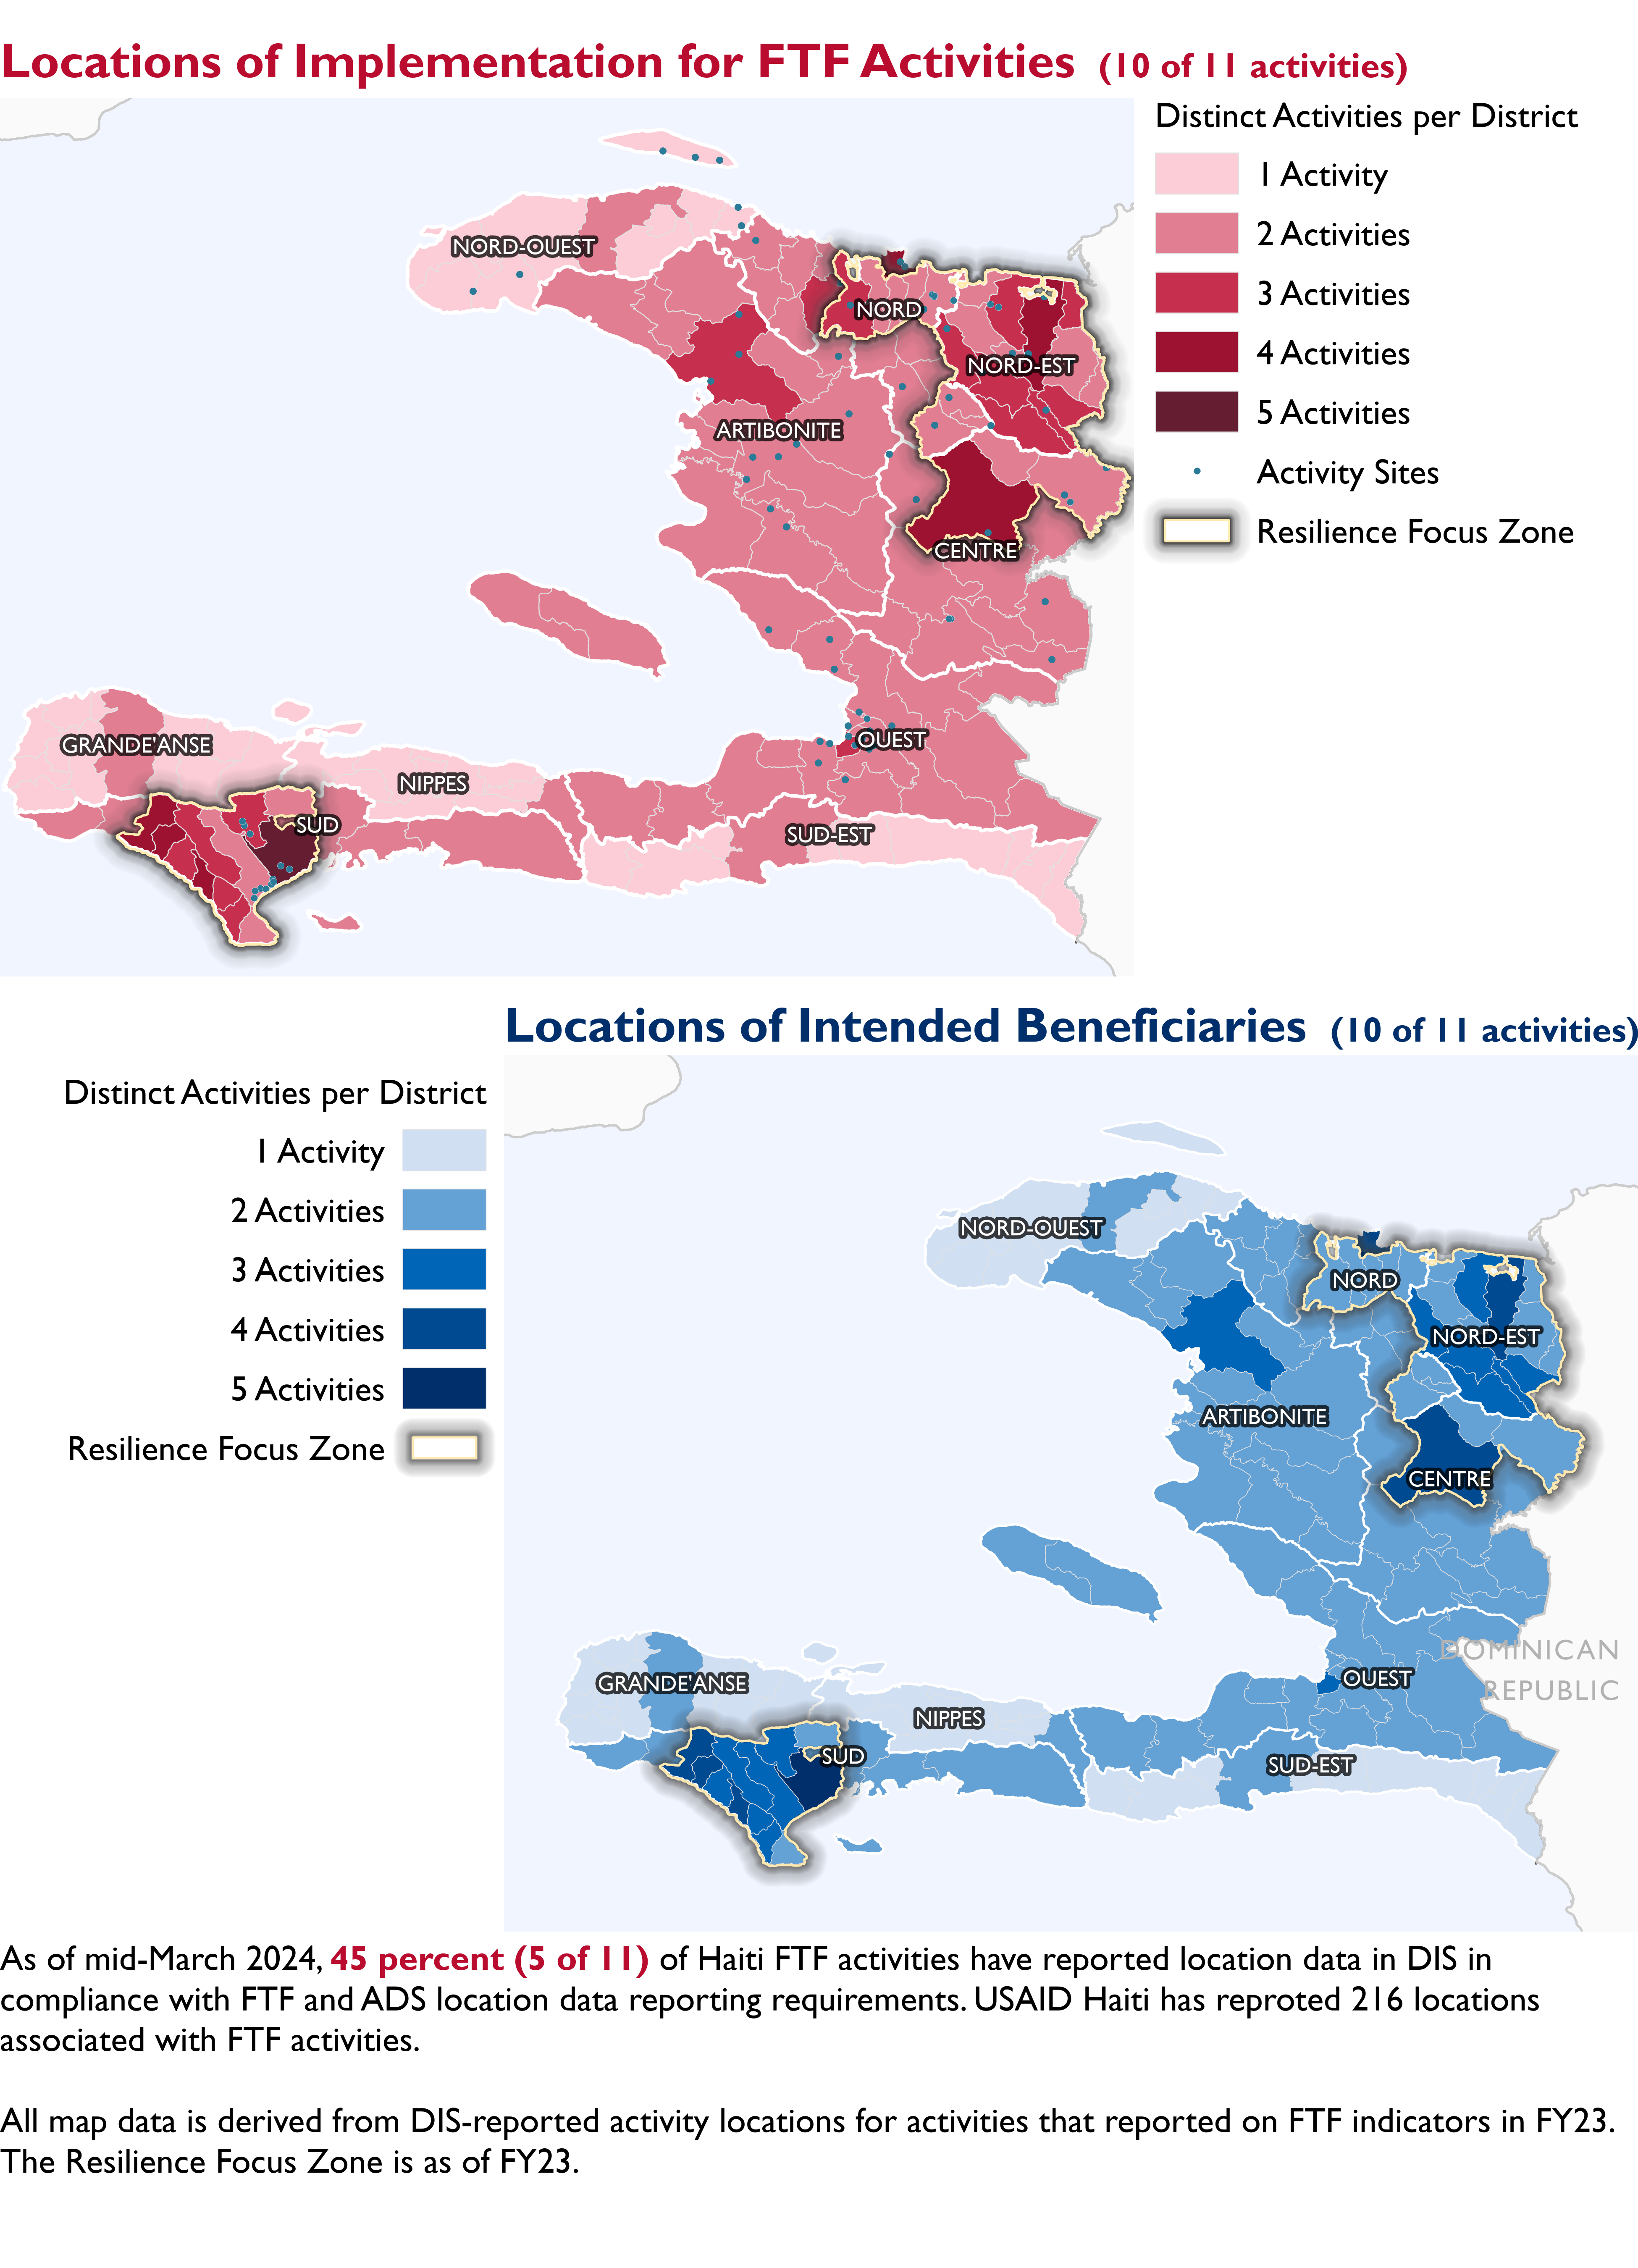 Locations of Implementation for FTF Activities (10 of 11 activities)
Distinct Activities per District
1 Activity
2 Activities
3 Activities
4 Activities
5 Activities
Activity Sites
Resilience Focus Zone
NORD-OUEST
NORD
NORD-EST
ARTIBONITE
CENTRE
OUEST
GRANDE'ANSE
NIPPES
SUD
SUD-EST
Locations of Intended Beneficiaries (10 of 11 activities)
Distinct Activities per District
1 Activity
2 Activities
3 Activities
4 Activities
5 Activities
Resilience Focus Zone
NORD-OUEST
NORD
NORD-EST
ARTIBONITE
CENTRE
DOMINICAN
REPUBLIC
OUEST
GRANDE'ANSE
NIPPES
SUD
SUD-EST
As of mid-March 2024, 45 percent (5 of 11) of Haiti FTF activities have reported location data in DIS in
compliance with FTF and ADS location data reporting requirements. USAID Haiti has reproted 216 locations
associated with FTF activities.
All map data is derived from DIS-reported activity locations for activities that reported on FTF indicators in FY23.
The Resilience Focus Zone is as of FY23.